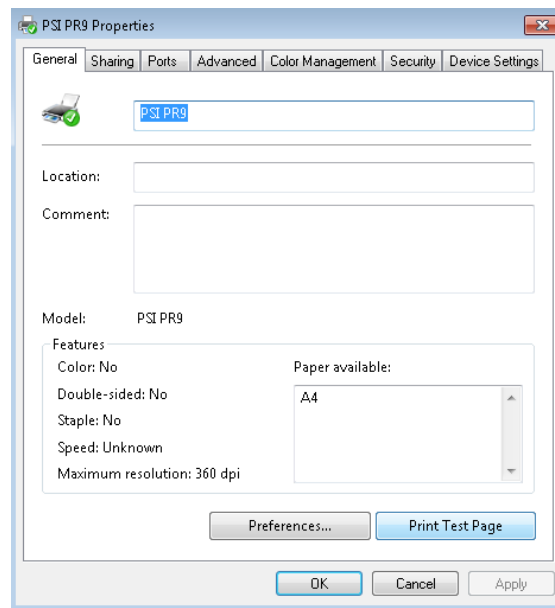 PSI PR9 Properties
General Sharing Ports Advanced Color Management Security Device Settings
PSI PR9
Location:
Comment:
Model: PSI PR9
Features
Color: No
Paper available:
Double-sided: No
A4
Staple: No
Speed: Unknown
Maximum resolution: 360 dpi
Preferences... Print Test Page
OK Cancel Apply